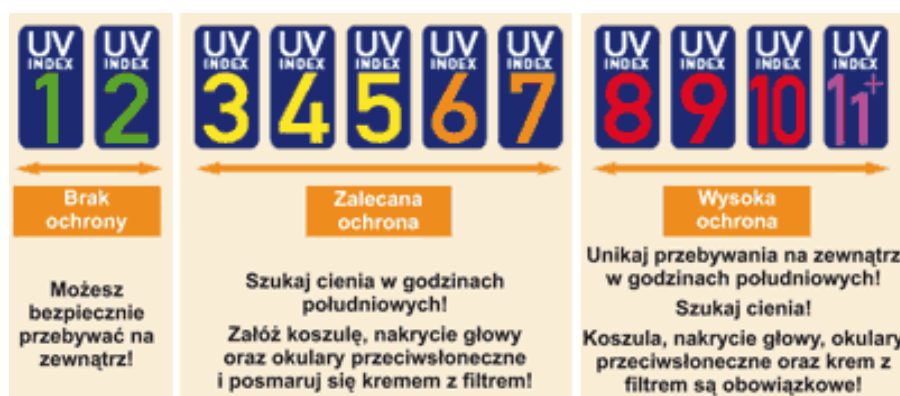 UV INDEX 1
UV INDEX 2
UV INDEX 3
UV INDEX 4
UV INDEX 5
UV INDEX 6
UV INDEX 7
UV INDEX 8
UV INDEX 9
UV INDEX 10
UV INDEX 11+
Brak
ochrony
Możesz
bezpiecznie
przebywać na
zewnątrz!
Zalecana
ochrona
Szukaj cienia w godzinach
południowych!
Załóż koszulę, nakrycie głowy
oraz okulary przeciwsłoneczne
i posmaruj się kremem z filtrem!
Wysoka
ochrona
Unikaj przebywania na zewnątrz
w godzinach południowych!
Szukaj cienia!
Koszula, nakrycie głowy, okulary
przeciwsłoneczne oraz krem z
filtrem są obowiązkowe!